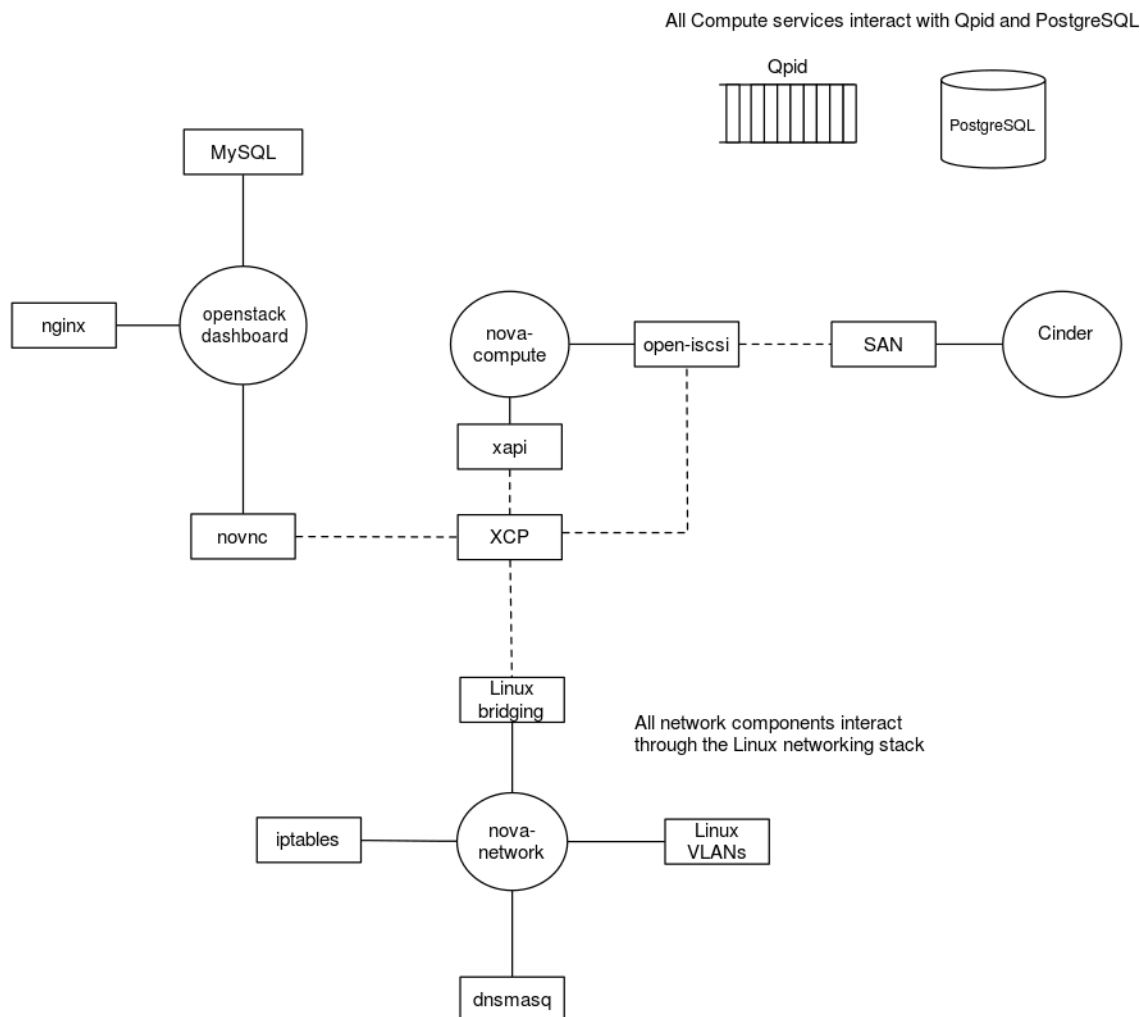 All Compute services interact with Qpid and PostgreSQL
Qpid
PostgreSQL
MySQL
openstack
dashboard
nginx
nova-
compute
open-iscsi
SAN
Cinder
xapi
novnc
XCP
Linux
bridging
All network components interact
through the Linux networking stack
iptables
nova-
network
Linux
VLANs
dnsmasq